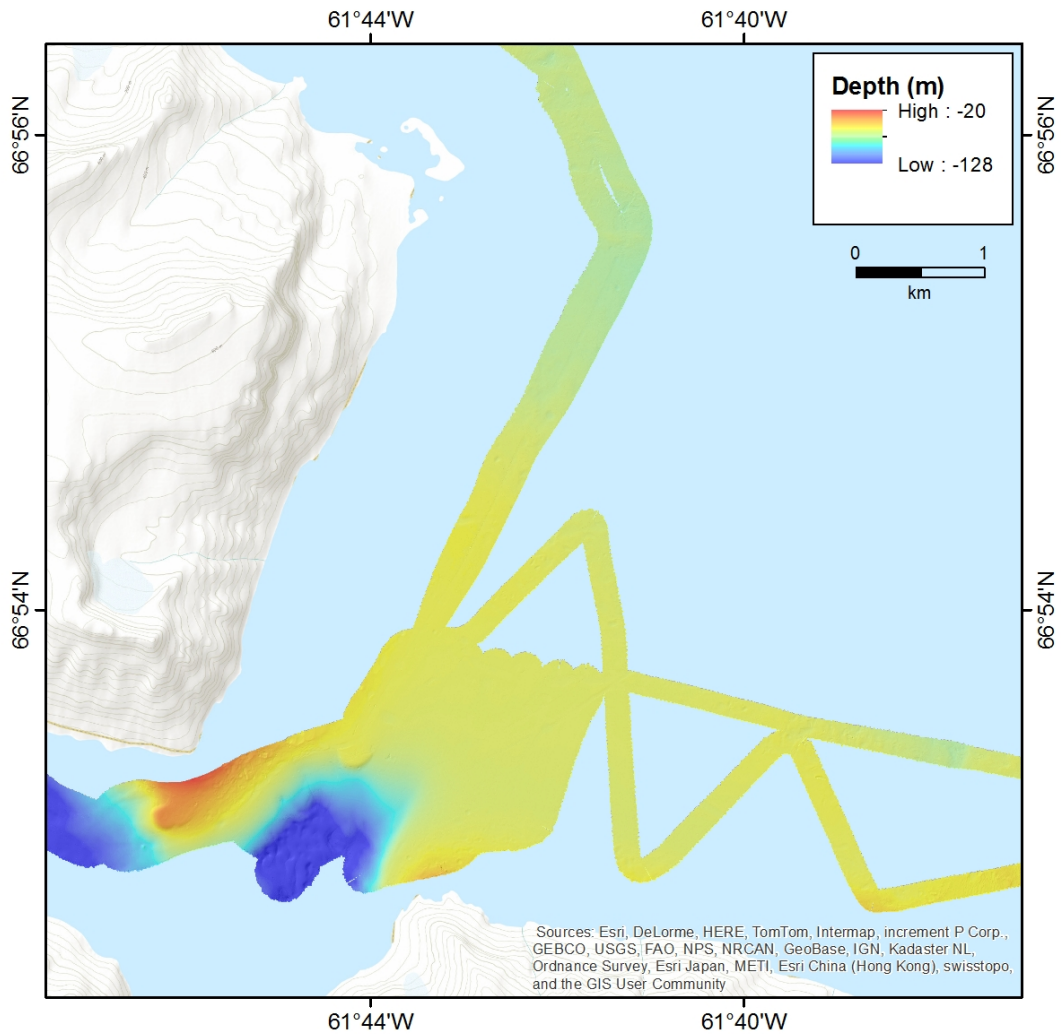 61°44'W
61°40'W
66°56'N
66°56'N
Depth (m)
High : -20
Low : -128
0
1
km
66°54'N
66°54'N
Sources: Esri, DeLorme, HERE, TomTom, Intermap, increment P Corp.,
GEBCO, USGS, FAO, NPS, NRCAN, GeoBase, IGN, Kadaster NL,
Ordnance Survey, Esri Japan, METI, Esri China (Hong Kong), swisstopo,
and the GIS User Community
61°44'W
61°40'W